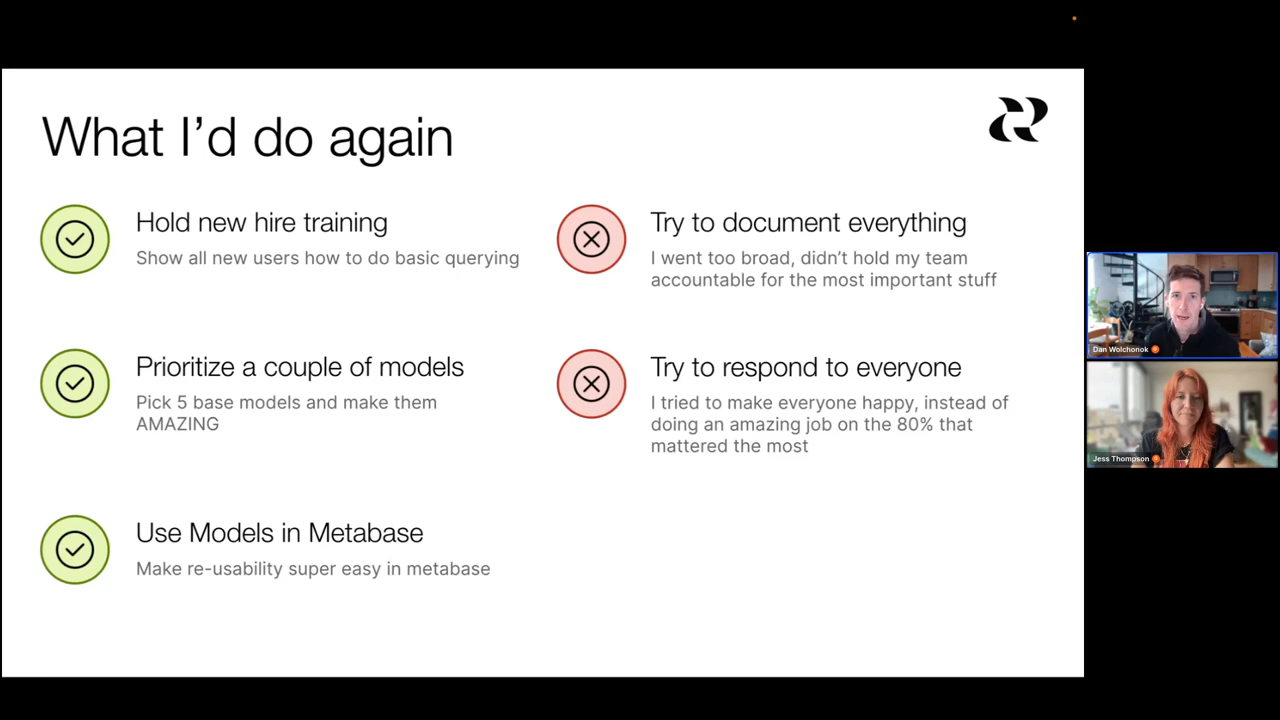 What I’d do again
Hold new hire training
Show all new users how to do basic querying
Try to document everything
I went too broad, didn’t hold my team
accountable for the most important stuff
Prioritize a couple of models
Pick 5 base models and make them
AMAZING
Try to respond to everyone
I tried to make everyone happy, instead of
doing an amazing job on the 80% that
mattered the most
Use Models in Metabase
Make re-usability super easy in metabase
Dan Wolchonok
Jess Thompson